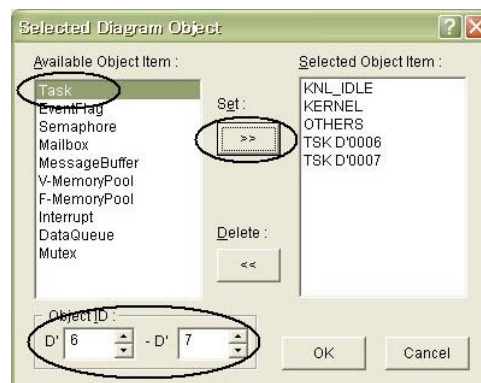 Selected Diagram Object
Available Object Item :
Task
EventFlag
Semaphore
Mailbox
MessageBuffer
V-MemoryPool
F-MemoryPool
Interrupt
DataQueue
Mutex
Set :
>>
Delete :
<<
Selected Object Item :
KNL_IDLE
KERNEL
OTHERS
TSK D'0006
TSK D'0007
Object ID :
D' 6 - D' 7
OK Cancel